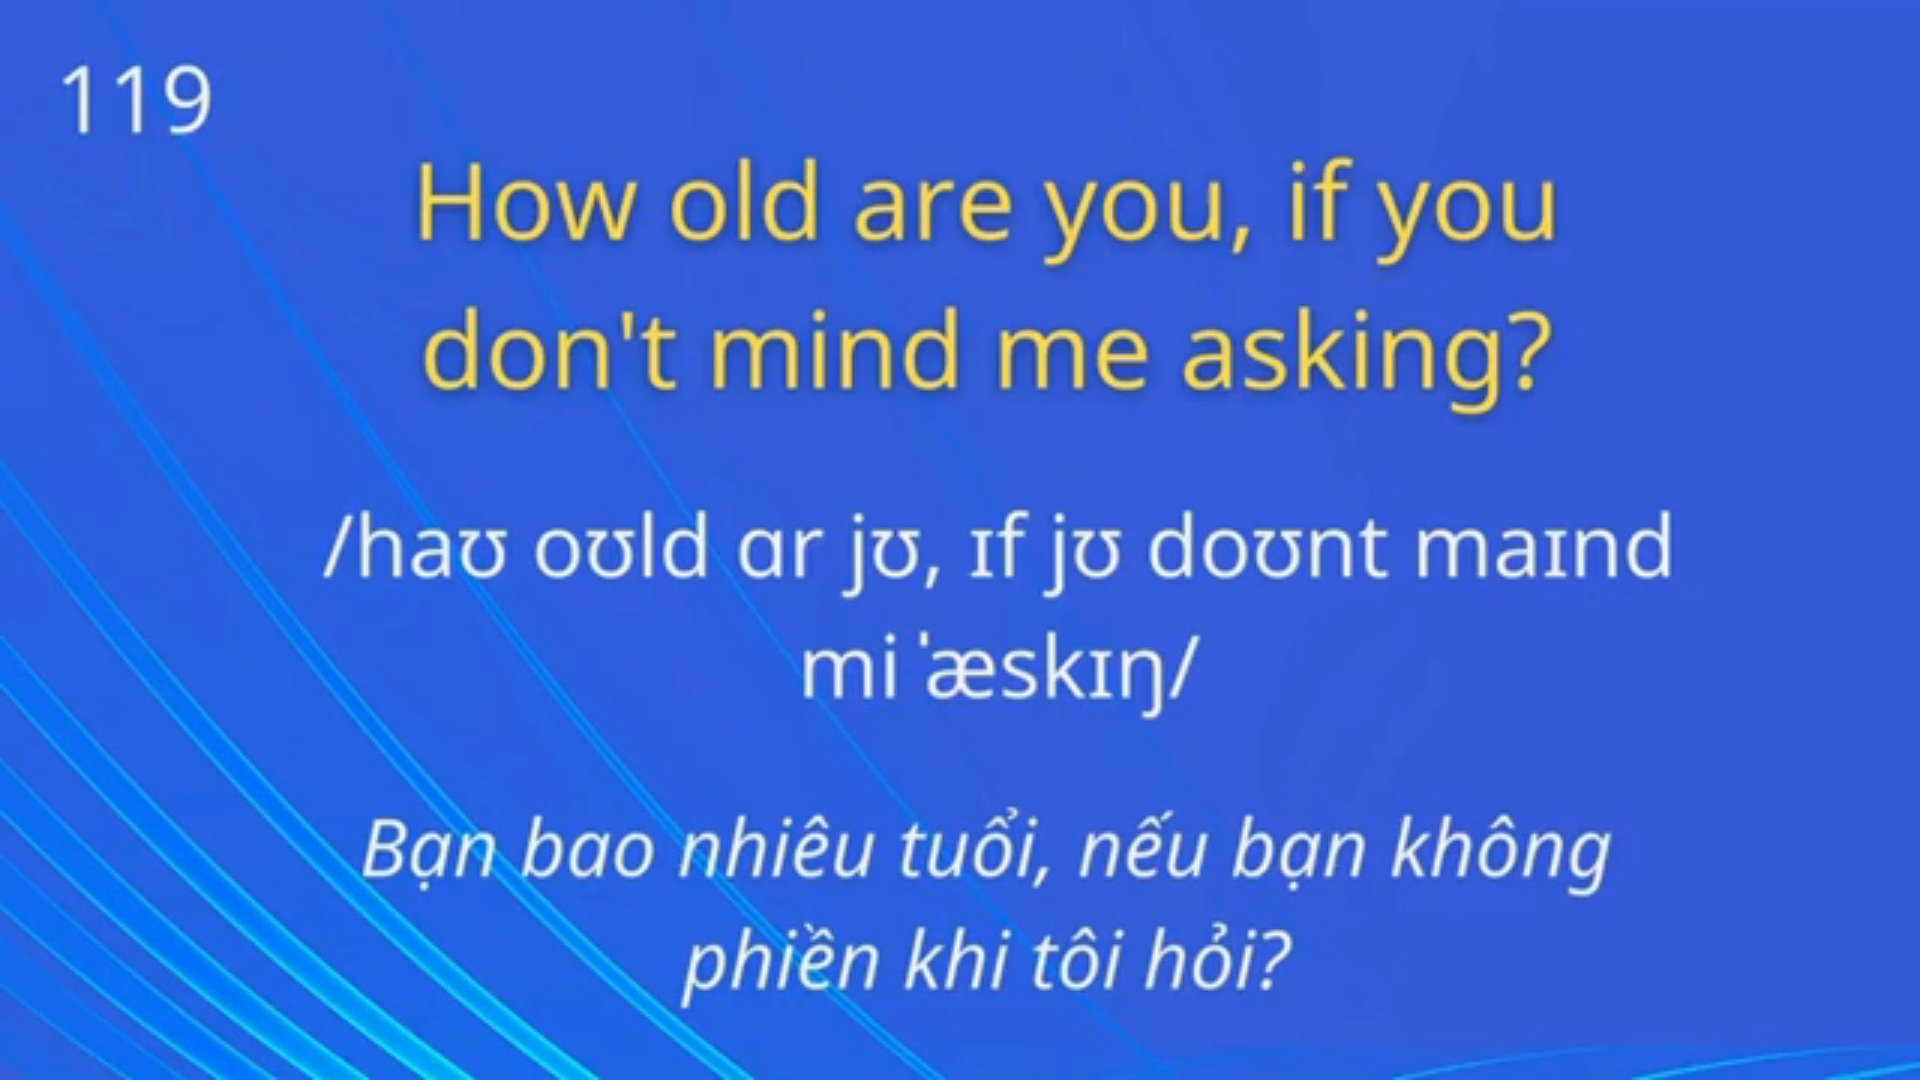 119
How old are you, if you
don't mind me asking?
/haʊ oʊld ɑr jʊ, ɪf jʊ doʊnt maɪnd
mi ˈæskɪŋ/
Bạn bao nhiêu tuổi, nếu bạn không
phiền khi tôi hỏi?